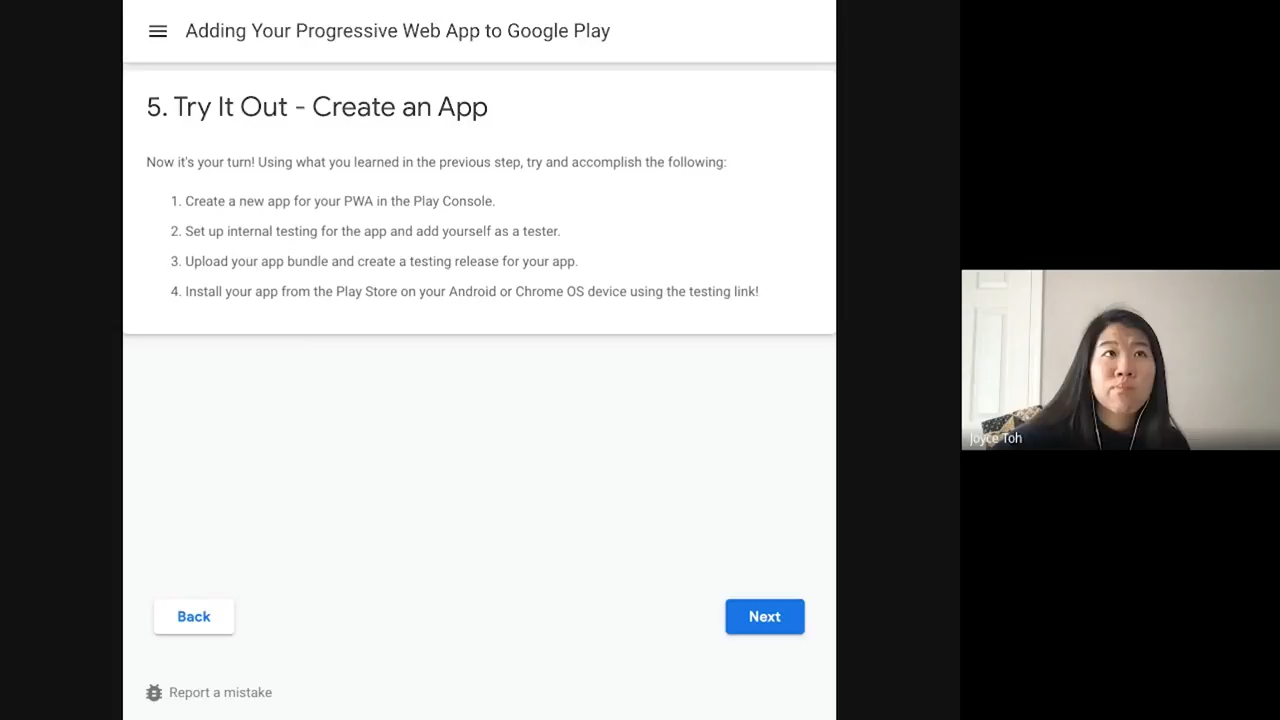 Adding Your Progressive Web App to Google Play
5. Try It Out - Create an App
Now it's your turn! Using what you learned in the previous step, try and accomplish the following:
1. Create a new app for your PWA in the Play Console.
2. Set up internal testing for the app and add yourself as a tester.
3. Upload your app bundle and create a testing release for your app.
4. Install your app from the Play Store on your Android or Chrome OS device using the testing link!
Joyce Toh
Back
Next
Report a mistake